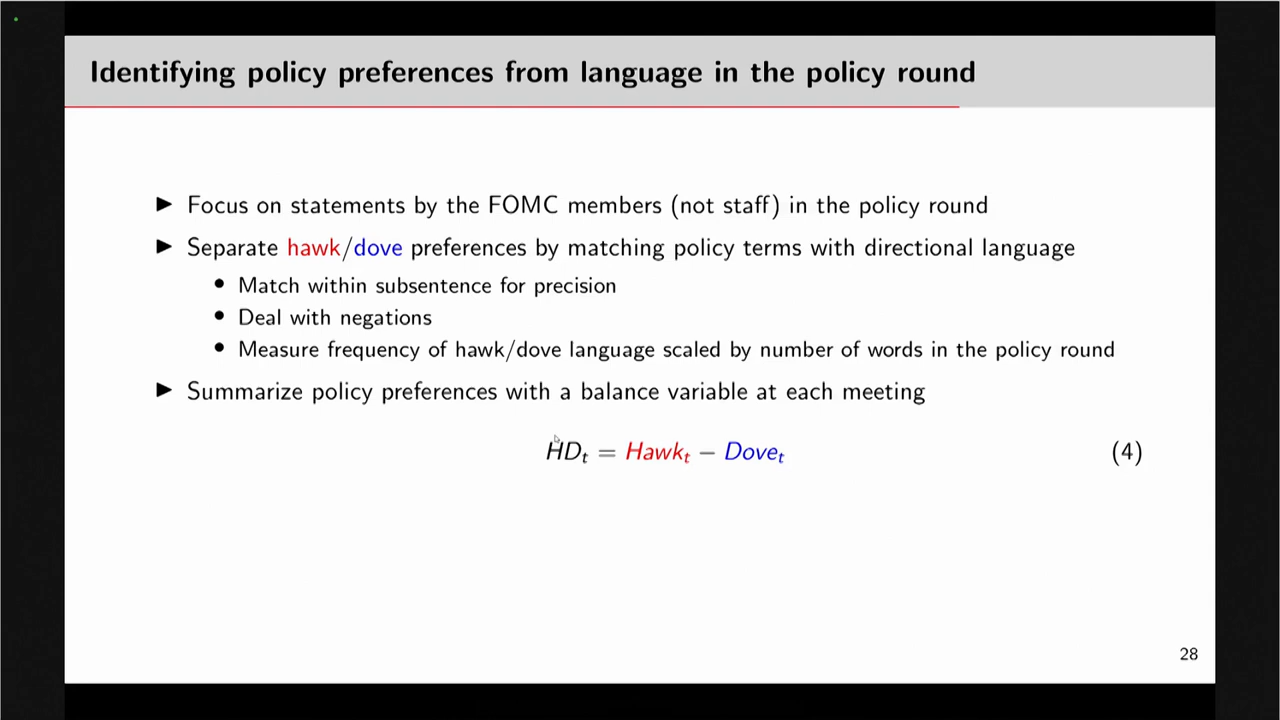 Identifying policy preferences from language in the policy round
▶ Focus on statements by the FOMC members (not staff) in the policy round
▶ Separate hawk/dove preferences by matching policy terms with directional language
● Match within subsentence for precision
● Deal with negations
● Measure frequency of hawk/dove language scaled by number of words in the policy round
▶ Summarize policy preferences with a balance variable at each meeting
HDₜ = Hawkₜ − Doveₜ (4)
28